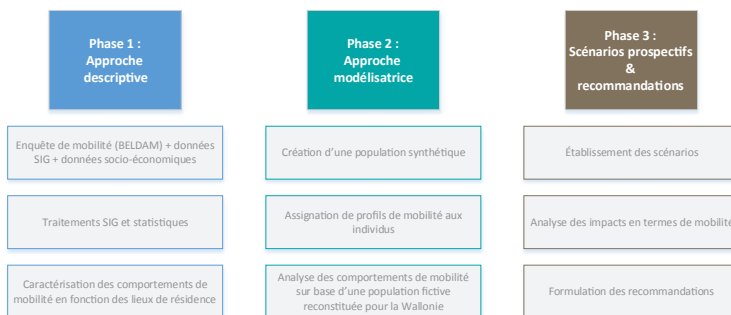 Phase 1 :
Approche
descriptive
Enquête de mobilité (BELDAM) + données
SIG + données socio-économiques
Traitements SIG et statistiques
Caractérisation des comportements de
mobilité en fonction des lieux de résidence
Phase 2 :
Approche
modélisatrice
Création d'une population synthétique
Assignation de profils de mobilité aux
individus
Analyse des comportements de mobilité
sur base d'une population fictive
reconstituée pour la Wallonie
Phase 3 :
Scénarios prospectifs
&
recommandations
Établissement des scénarios
Analyse des impacts en termes de mobilité
Formulation des recommandations